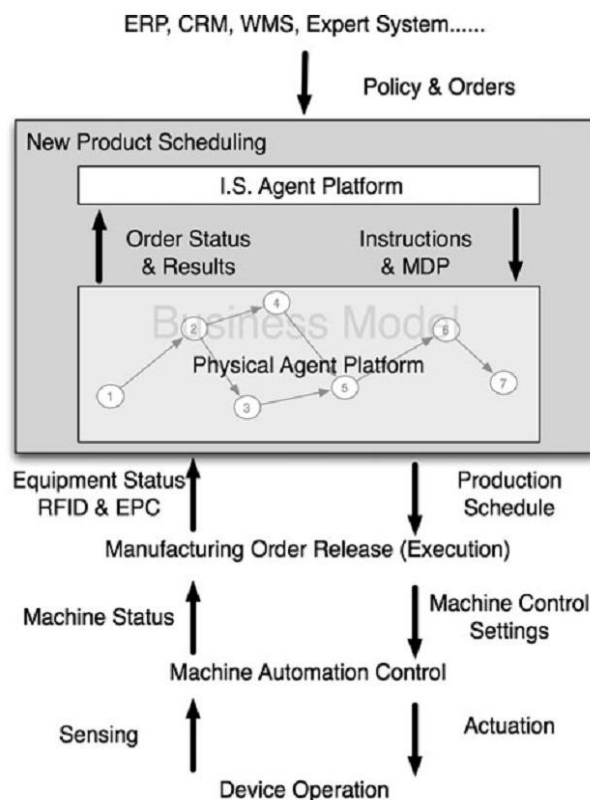 ERP, CRM, WMS, Expert System......
Policy & Orders
New Product Scheduling
I.S. Agent Platform
Order Status
& Results
Instructions
& MDP
Business Model
4
2
6
Physical Agent Platform
5
7
1
3
Equipment Status
RFID & EPC
Production
Schedule
Manufacturing Order Release (Execution)
Machine Status
Machine Control
Settings
Machine Automation Control
Sensing
Actuation
Device Operation